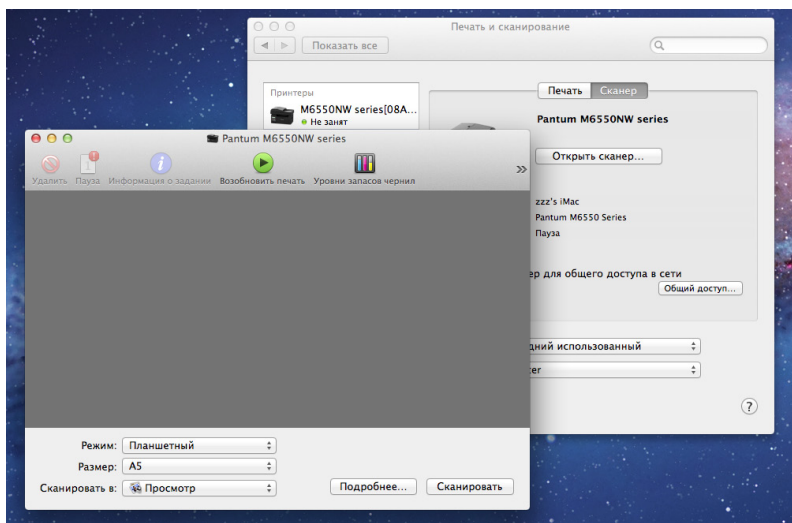 Печать и сканирование
Показать все
Принтеры
M6550NW series[08A...
Не занят
Печать
Сканер
Pantum M6550NW series
Открыть сканер...
zzz's iMac
Pantum M6550 Series
Пауза
ер для общего доступа в сети
Общий доступ...
дний использованный
ter
?
Pantum M6550NW series
Удалить
Пауза
Информация о задании
Возобновить печать
Уровни запасов чернил
»
Режим:
Планшетный
Размер:
A5
Сканировать в:
Просмотр
Подробнее...
Сканировать